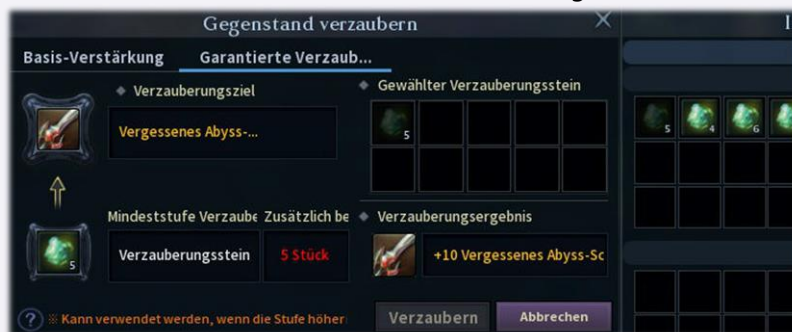 Gegenstand verzaubern
Basis-Verstärkung Garantierte Verzaub...
Verzauberungsziel
Gewählter Verzauberungsstein
Vergessenes Abyss-...
5
5 4 6
Mindeststufe Verzaube Zusätzlich be
Verzauberungsergebnis
5
Verzauberungsstein 5 Stück
+10 Vergessenes Abyss-Sc
? ※ Kann verwendet werden, wenn die Stufe höher
Verzaubern Abbrechen